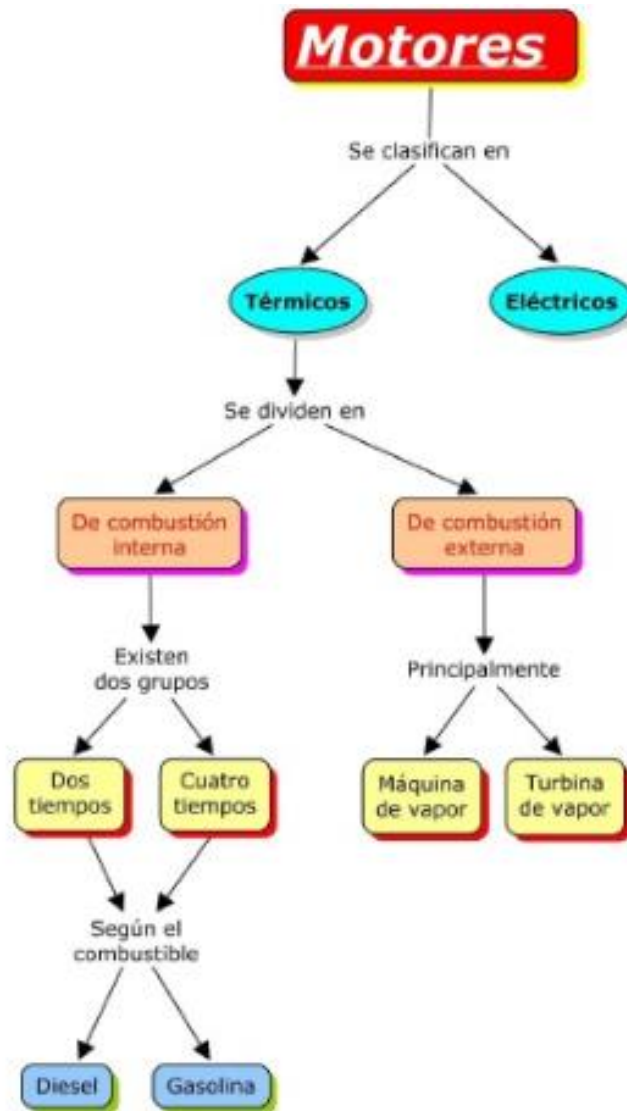 Motores
Se clasifican en
Térmicos
Eléctricos
Se dividen en
De combustión
interna
De combustión
externa
Existen
dos grupos
Principalmente
Dos
tiempos
Cuatro
tiempos
Máquina
de vapor
Turbina
de vapor
Según el
combustible
Diesel
Gasolina